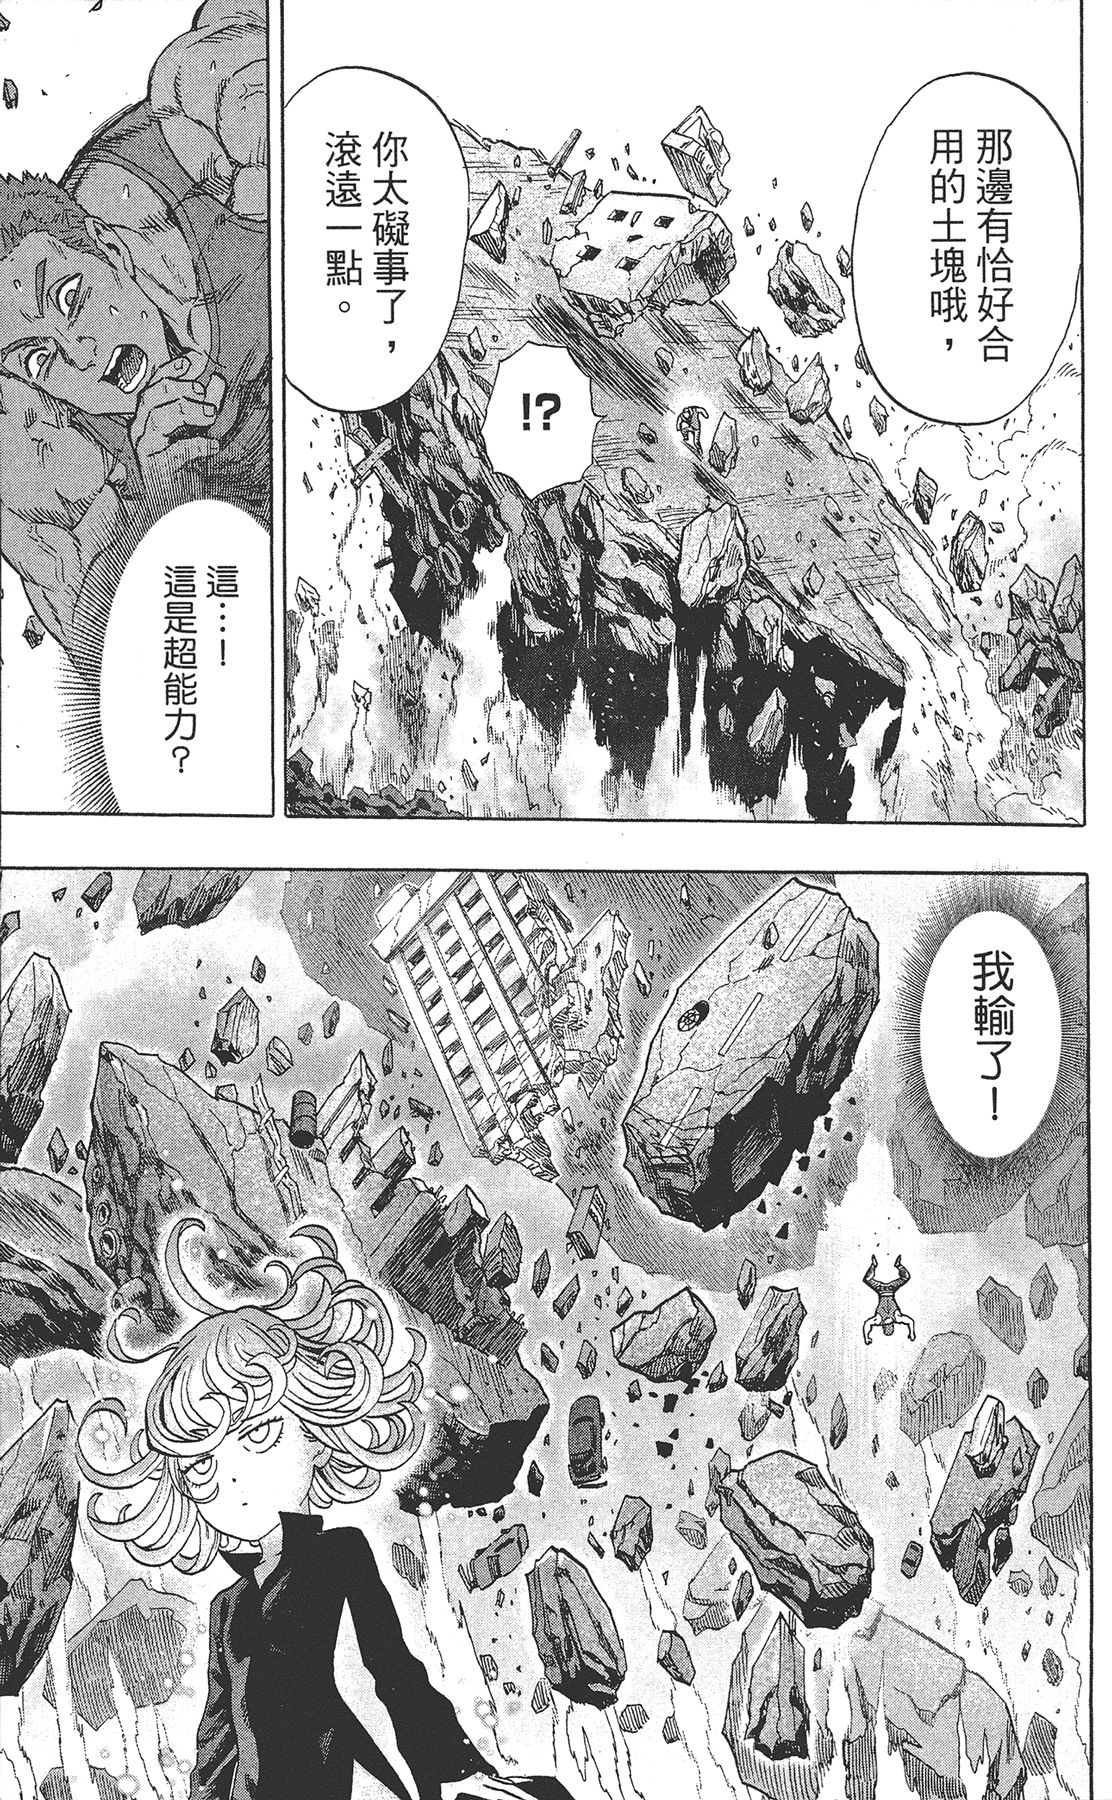 那邊有恰好合
用的土塊哦，
你太礙事了，
滾遠一點。
!?
這…！
這是超能力？
我輸了！